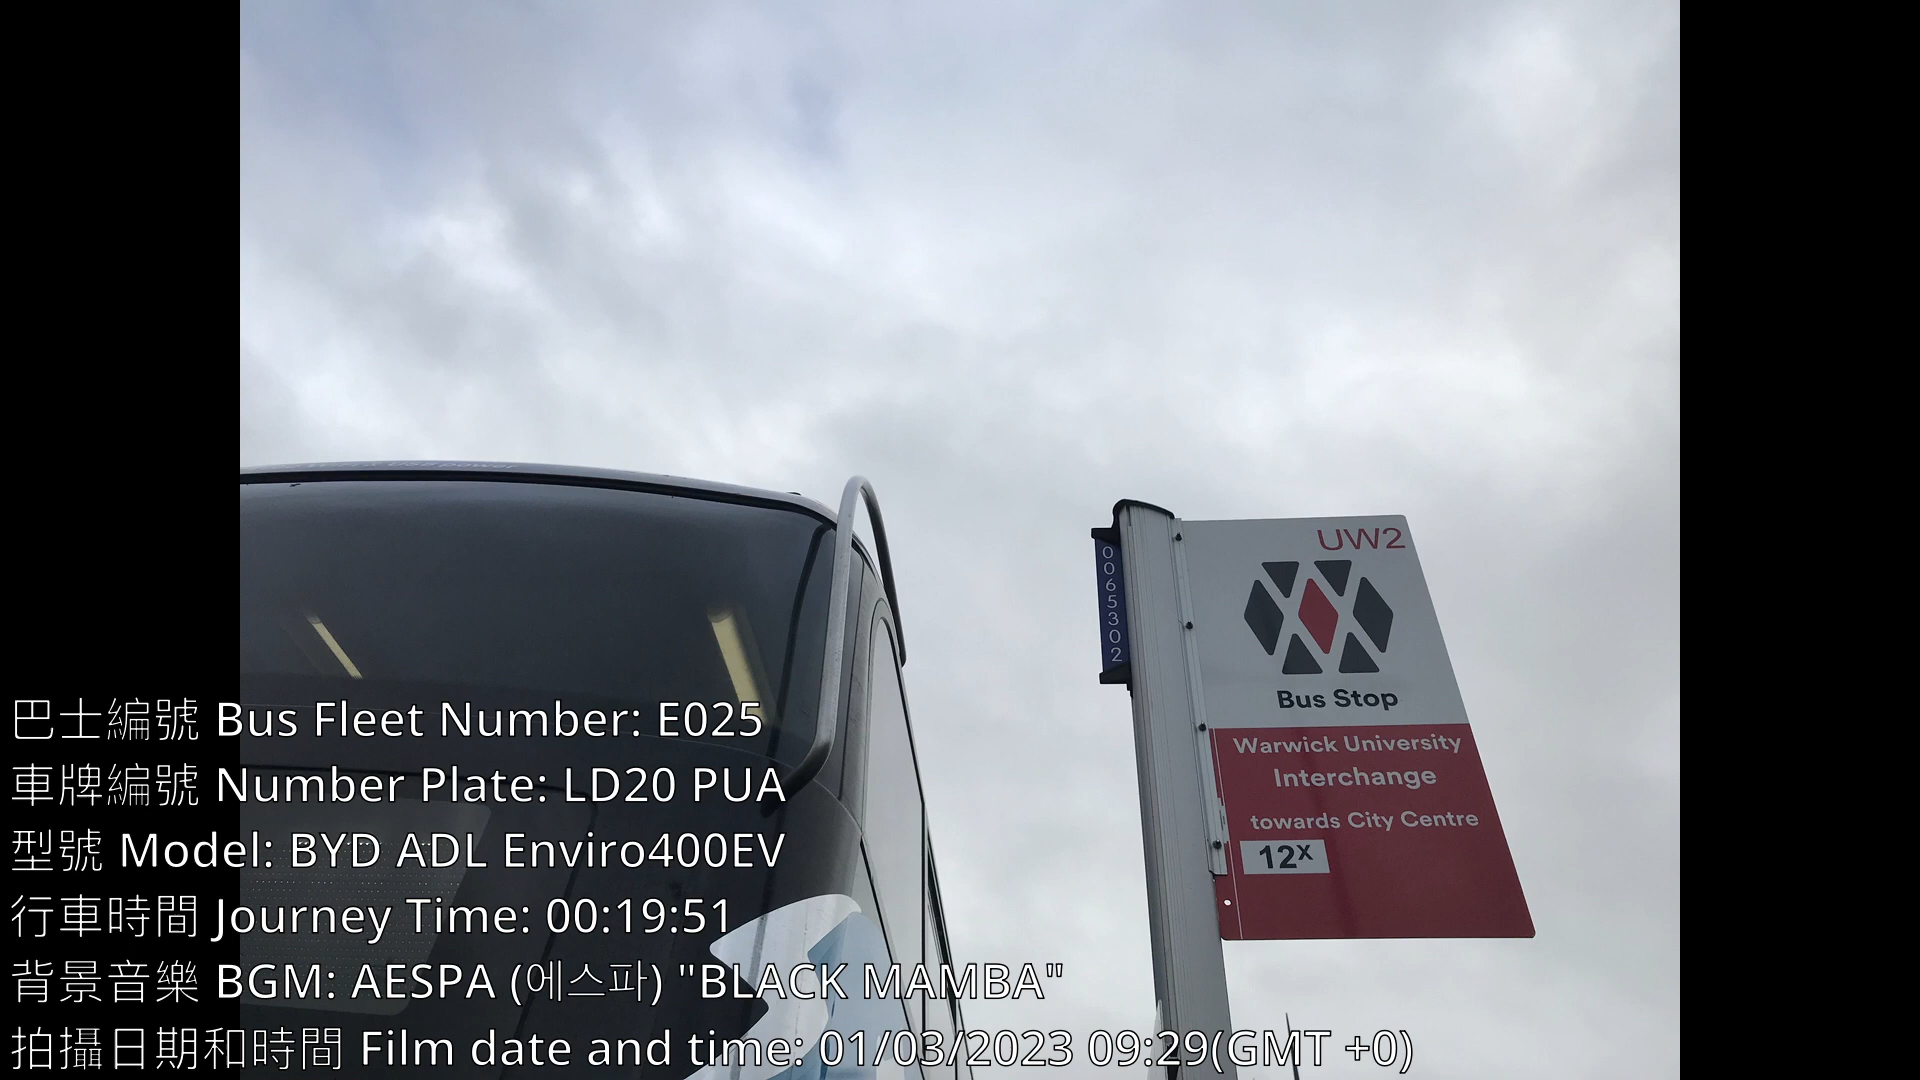 UW2
0065302
Bus Stop
Warwick University
Interchange
towards City Centre
12X
巴士編號 Bus Fleet Number: E025
車牌編號 Number Plate: LD20 PUA
型號 Model: BYD ADL Enviro400EV
行車時間 Journey Time: 00:19:51
背景音樂 BGM: AESPA (에스파) "BLACK MAMBA"
拍攝日期和時間 Film date and time: 01/03/2023 09:29(GMT +0)